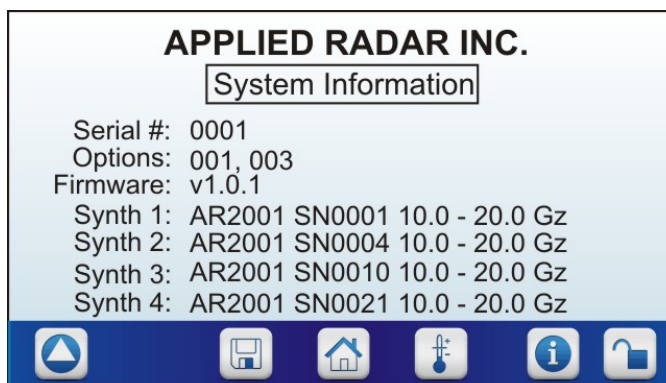 APPLIED RADAR INC.
System Information
Serial #: 0001
Options: 001, 003
Firmware: v1.0.1
Synth 1: AR2001 SN0001 10.0 - 20.0 Gz
Synth 2: AR2001 SN0004 10.0 - 20.0 Gz
Synth 3: AR2001 SN0010 10.0 - 20.0 Gz
Synth 4: AR2001 SN0021 10.0 - 20.0 Gz